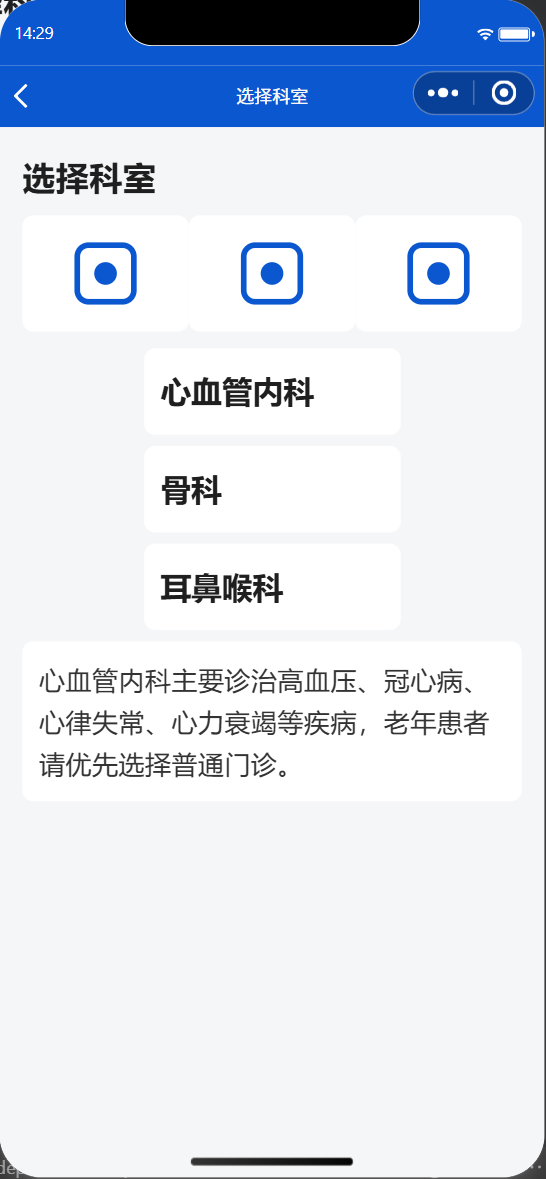 14:29
选择科室
选择科室
心血管内科
骨科
耳鼻喉科
心血管内科主要诊治高血压、冠心病、
心律失常、心力衰竭等疾病，老年患者
请优先选择普通门诊。